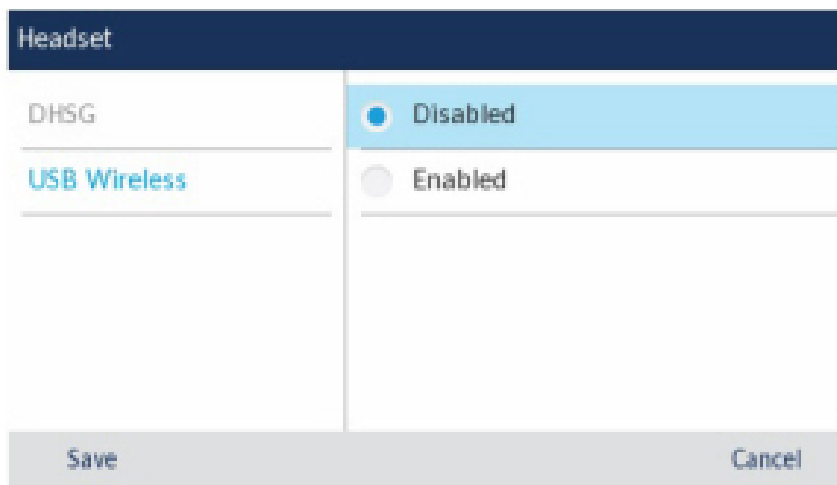 Headset
DHSG
Disabled
USB Wireless
Enabled
Save
Cancel